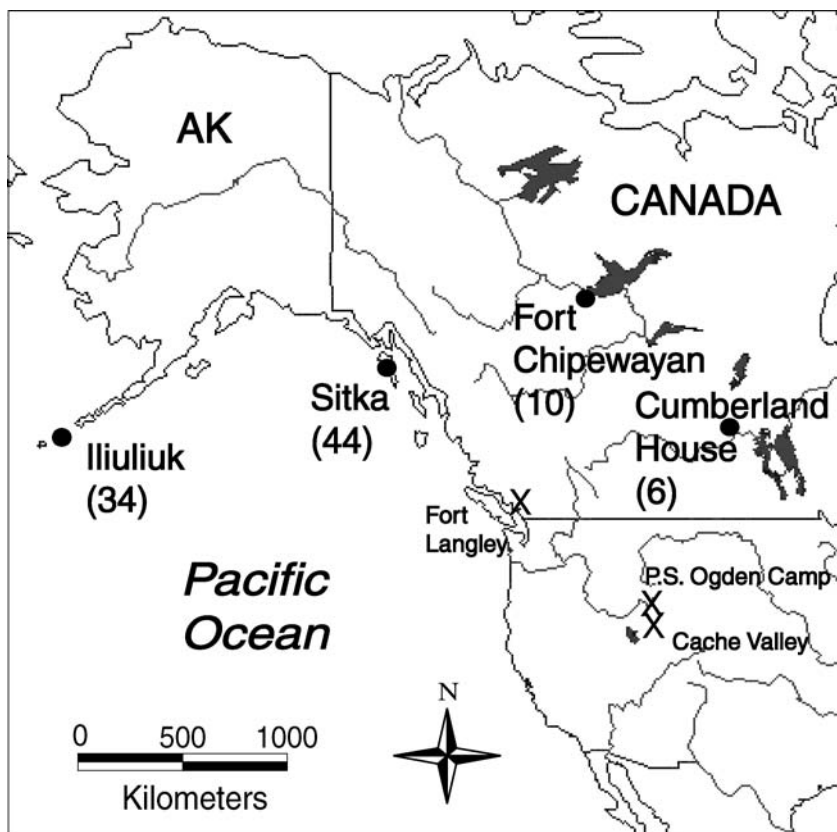 AK
CANADA
Fort
Chipewayan
(10)
Sitka
(44)
Cumberland
House
(6)
Iliuliuk
(34)
Fort
Langley
X
P.S. Ogden Camp
X
X
Cache Valley
Pacific
Ocean
N
0 500 1000
Kilometers